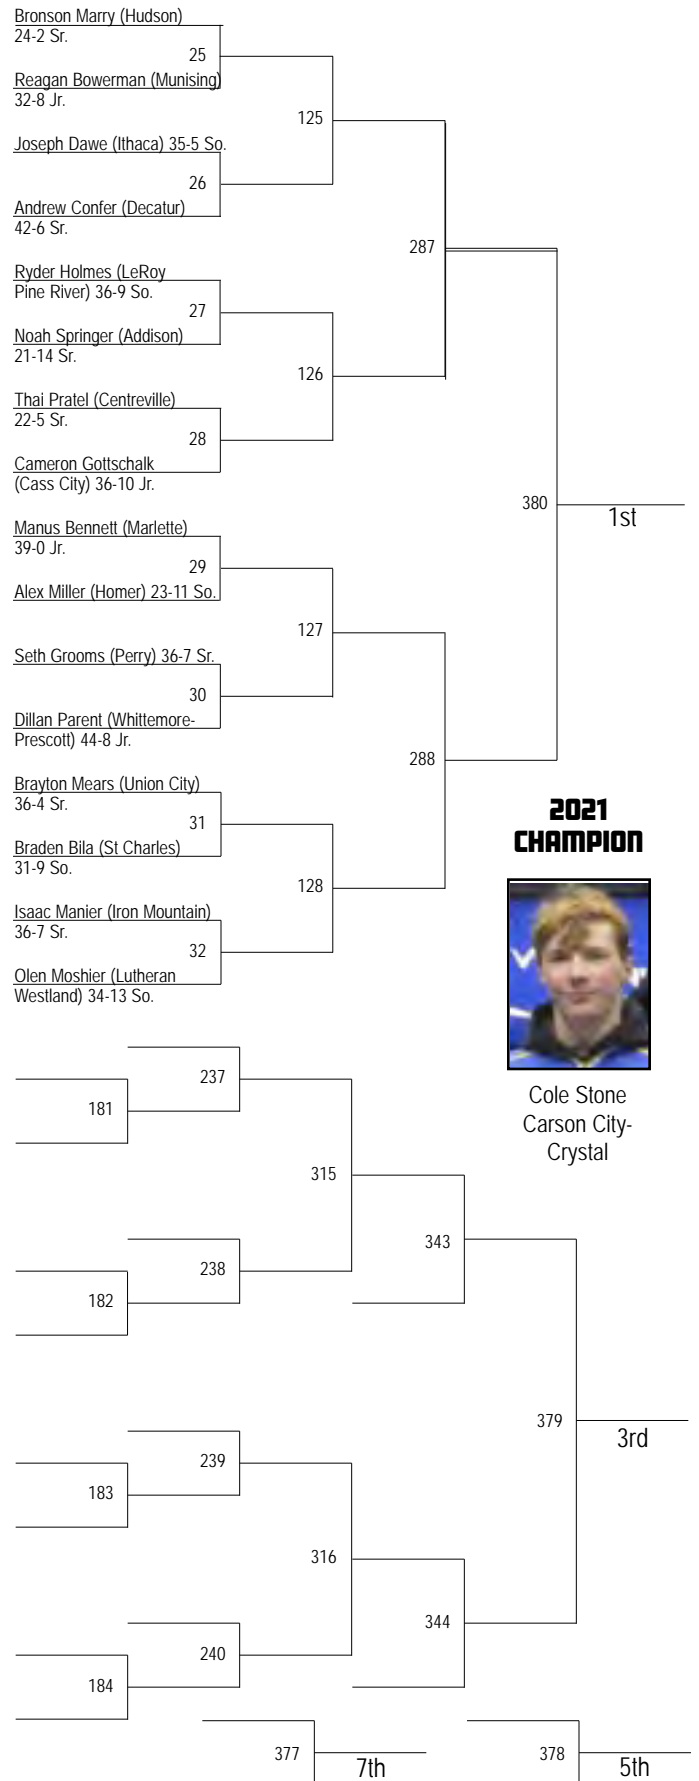 Bronson Marry (Hudson)
24-2 Sr.
25
Reagan Bowerman (Munising)
32-8 Jr.
125
Joseph Dawe (Ithaca) 35-5 So.
26
Andrew Confer (Decatur)
42-6 Sr.
287
Ryder Holmes (LeRoy
Pine River) 36-9 So.
27
Noah Springer (Addison)
21-14 Sr.
126
Thai Pratel (Centreville)
22-5 Sr.
28
Cameron Gottschalk
(Cass City) 36-10 Jr.
380
1st
Manus Bennett (Marlette)
39-0 Jr.
29
Alex Miller (Homer) 23-11 So.
127
Seth Grooms (Perry) 36-7 Sr.
30
Dillan Parent (Whittemore-
Prescott) 44-8 Jr.
288
Brayton Mears (Union City)
36-4 Sr.
31
Braden Bila (St Charles)
31-9 So.
128
Isaac Manier (Iron Mountain)
36-7 Sr.
32
Olen Moshier (Lutheran
Westland) 34-13 So.
2021
CHAMPION
Cole Stone
Carson City-
Crystal
237
181
315
343
238
182
379
3rd
239
183
316
344
240
184
377
7th
378
5th